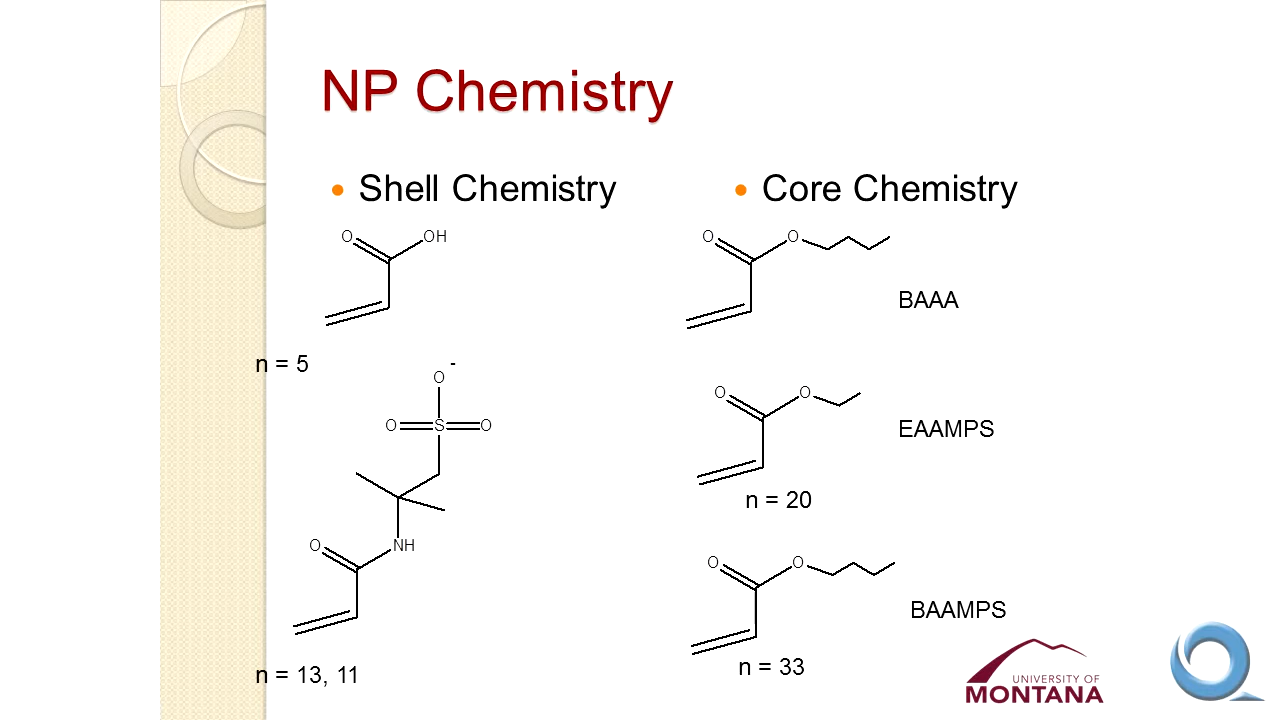 NP Chemistry
Shell Chemistry
O OH
n = 5
O -
O S O
O NH
n = 13, 11
Core Chemistry
O O
BAAA
O O
EAAMPS
n = 20
O O
BAAMPS
n = 33
UNIVERSITY OF
MONTANA